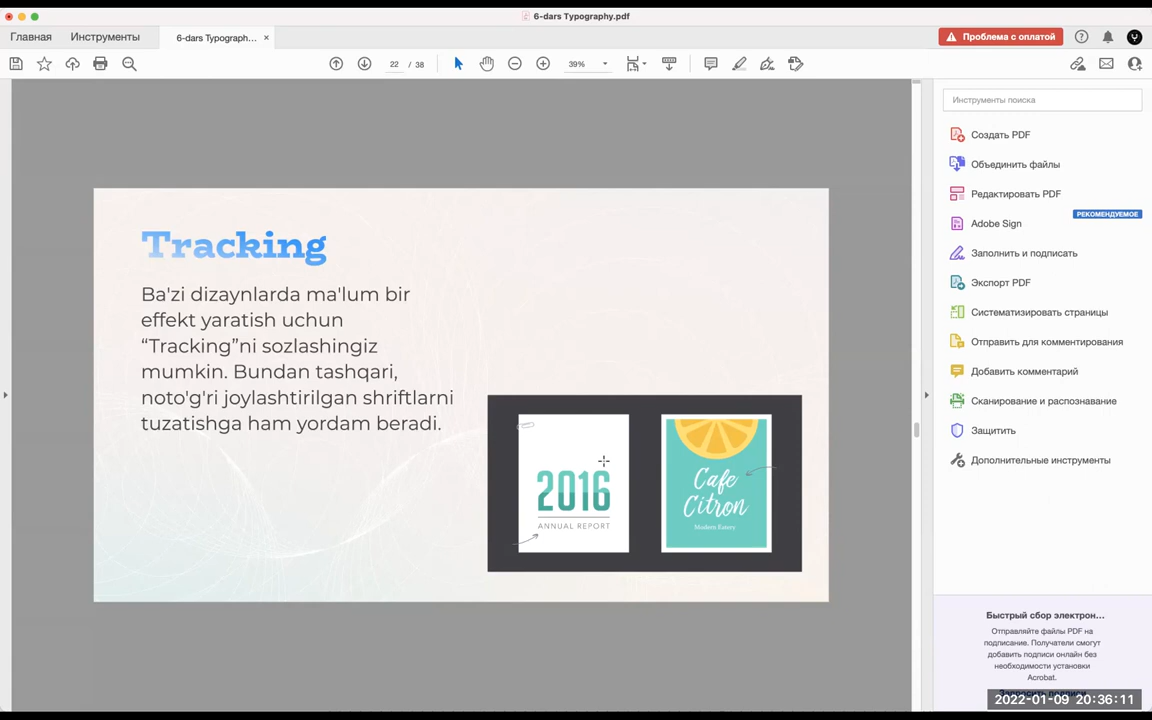 6-dars Typography.pdf
Главная
Инструменты
6-dars Typograph...
Проблема с оплатой
22 / 38
39%
Tracking
Ba'zi dizaynlarda ma'lum bir
effekt yaratish uchun
“Tracking”ni sozlashingiz
mumkin. Bundan tashqari,
noto'g'ri joylashtirilgan shriftlarni
tuzatishga ham yordam beradi.
2016
ANNUAL REPORT
Cafe
Citron
Modern Eatery
Инструменты поиска
Создать PDF
Объединить файлы
Редактировать PDF
РЕКОМЕНДУЕМОЕ
Adobe Sign
Заполнить и подписать
Экспорт PDF
Систематизировать страницы
Отправить для комментирования
Добавить комментарий
Сканирование и распознавание
Защитить
Дополнительные инструменты
Быстрый сбор электрон...
Отправляйте файлы PDF на
подписание. Получатели смогут
добавить подписи онлайн без
необходимости установки
Acrobat.
2022-01-09 20:36:11